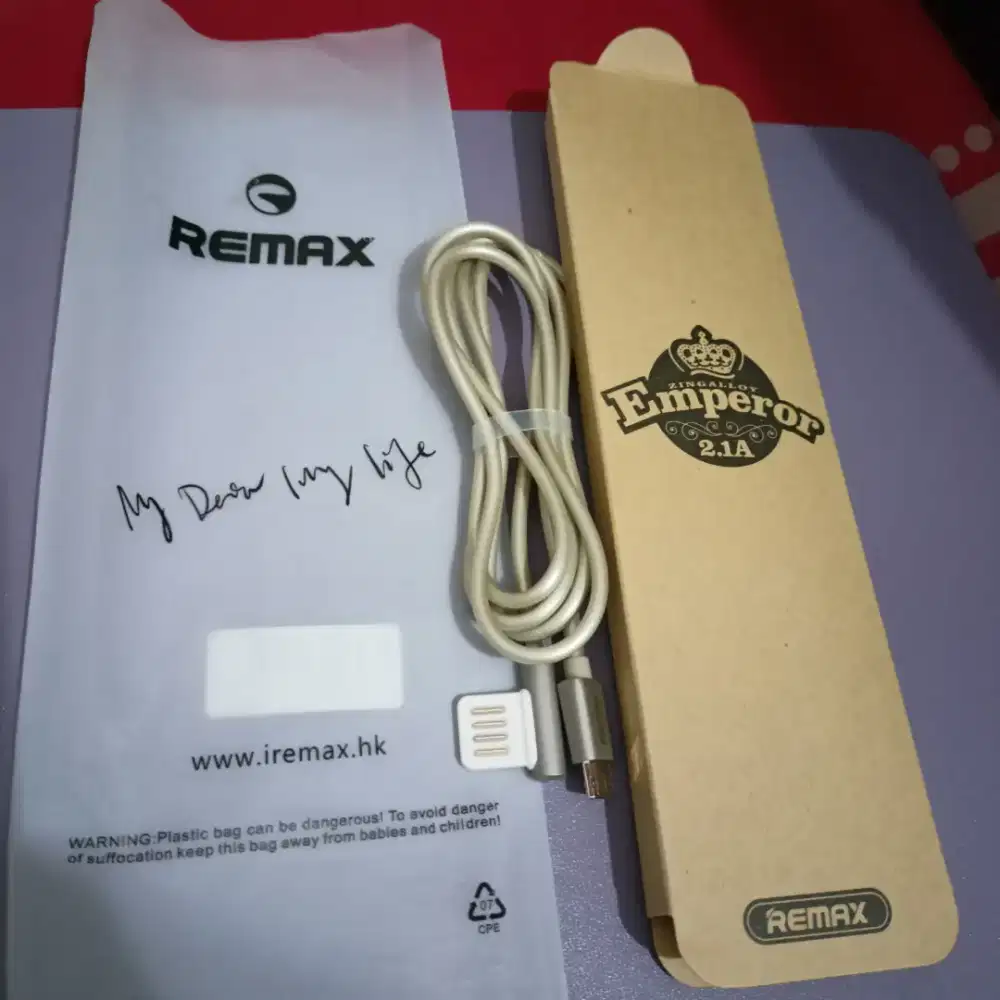 REMAX
My Dear my life
www.iremax.hk
WARNING:Plastic bag can be dangerous! To avoid danger
of suffocation keep this bag away from babies and children!
07
CPE
ZINGALLOY
Emperor
2.1A
REMAX